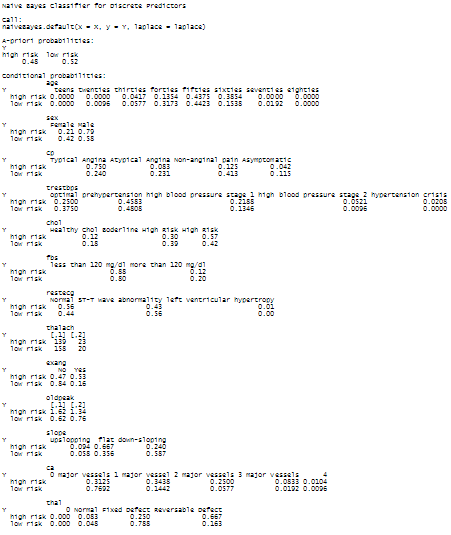 Naive Bayes Classifier for Discrete Predictors
Call:
naiveBayes.default(x = X, y = Y, laplace = laplace)
A-priori probabilities:
Y
high risk low risk
0.48 0.52
Conditional probabilities:
age
Y teens twenties thirties forties fifties sixties seventies eighties
high risk 0.0000 0.0000 0.0417 0.1354 0.4375 0.3854 0.0000 0.0000
low risk 0.0000 0.0096 0.0577 0.3173 0.4423 0.1538 0.0192 0.0000
sex
Y Female Male
high risk 0.21 0.79
low risk 0.42 0.58
cp
Y Typical Angina Atypical Angina Non-anginal pain Asymptomatic
high risk 0.750 0.083 0.125 0.042
low risk 0.240 0.231 0.413 0.115
trestbps
Y optimal prehypertension high blood pressure stage 1 high blood pressure stage 2 hypertension crisis
high risk 0.2500 0.4583 0.2188 0.0521 0.0208
low risk 0.3750 0.4808 0.1346 0.0096 0.0000
chol
Y Healthy chol Boderline High Risk High Risk
high risk 0.12 0.30 0.57
low risk 0.18 0.39 0.42
fbs
Y less than 120 mg/dl more than 120 mg/dl
high risk 0.88 0.12
low risk 0.80 0.20
restecg
Y Normal ST-T wave abnormality left ventricular hypertropy
high risk 0.56 0.43 0.01
low risk 0.44 0.56 0.00
thalach
Y [,1] [,2]
high risk 139 23
low risk 158 20
exang
Y No Yes
high risk 0.47 0.53
low risk 0.84 0.16
oldpeak
Y [,1] [,2]
high risk 1.62 1.34
low risk 0.62 0.76
slope
Y upslopping flat down-sloping
high risk 0.094 0.667 0.240
low risk 0.058 0.356 0.587
ca
Y 0 major vessels 1 major vessel 2 major vessels 3 major vessels 4
high risk 0.3125 0.3438 0.2500 0.0833 0.0104
low risk 0.7692 0.1442 0.0577 0.0192 0.0096
thal
Y 0 Normal Fixed Defect Reversable Defect
high risk 0.000 0.083 0.250 0.667
low risk 0.000 0.048 0.788 0.163